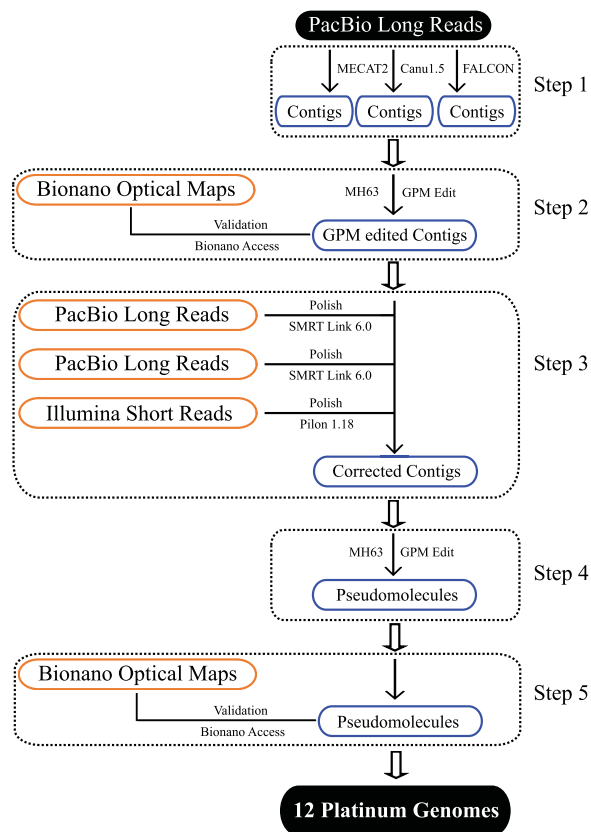 PacBio Long Reads
MECAT2 Canu1.5 FALCON
Contigs Contigs Contigs
Step 1
Bionano Optical Maps
MH63 GPM Edit
Validation
Bionano Access
GPM edited Contigs
Step 2
PacBio Long Reads
Polish
SMRT Link 6.0
PacBio Long Reads
Polish
SMRT Link 6.0
Step 3
Illumina Short Reads
Polish
Pilon 1.18
Corrected Contigs
MH63 GPM Edit
Step 4
Pseudomolecules
Bionano Optical Maps
Validation
Bionano Access
Pseudomolecules
Step 5
12 Platinum Genomes